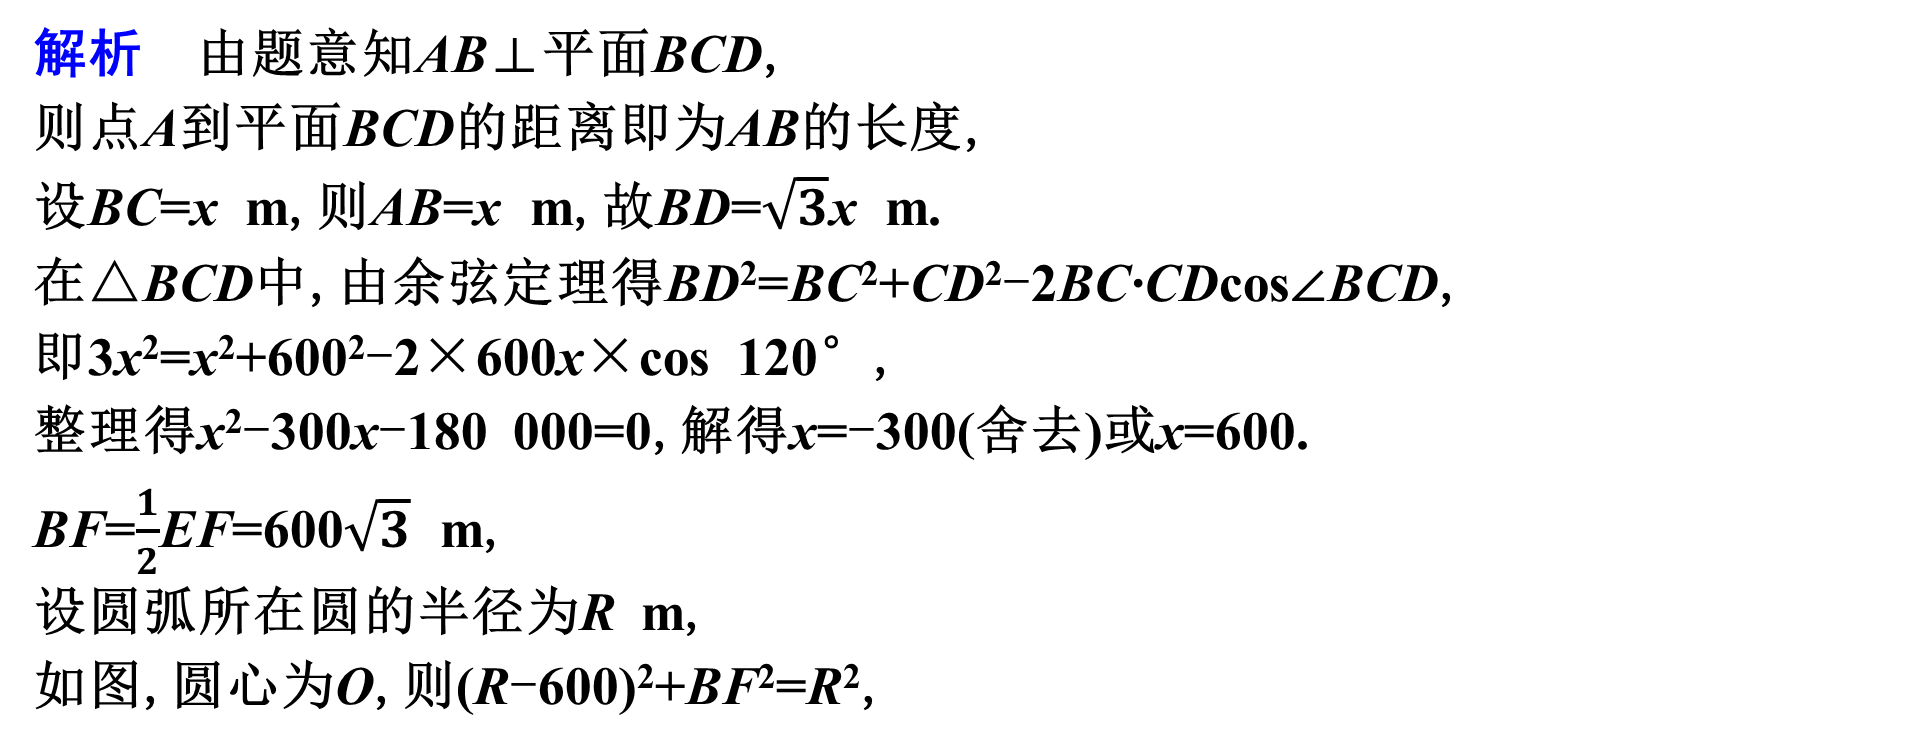 解析 由题意知AB⊥平面BCD,
则点A到平面BCD的距离即为AB的长度,
设BC=x m,则AB=x m,故BD=√3x m.
在△BCD中,由余弦定理得BD²=BC²+CD²−2BC·CDcos∠BCD,
即3x²=x²+600²−2×600x×cos 120°,
整理得x²−300x−180 000=0,解得x=−300(舍去)或x=600.
BF=1/2EF=600√3 m,
设圆弧所在圆的半径为R m,
如图,圆心为O,则(R−600)²+BF²=R²,